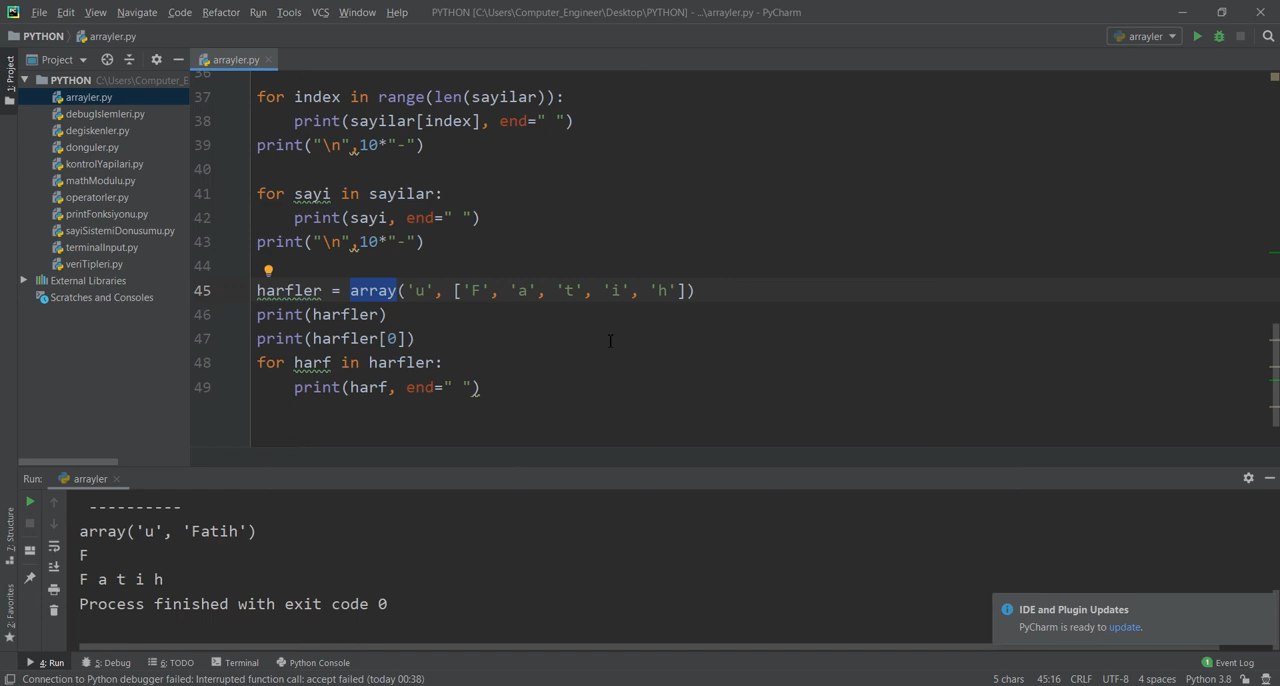 File Edit View Navigate Code Refactor Run Tools VCS Window Help PYTHON [C:\Users\Computer_Engineer\Desktop\PYTHON] - ...\arrayler.py - PyCharm
PYTHON arrayler.py arrayler
1: Project
Project arrayler.py
PYTHON C:\Users\Computer_E
arrayler.py
debugIslemleri.py
degiskenler.py
donguler.py
kontrolYapilari.py
mathModulu.py
operatorler.py
printFonksiyonu.py
sayiSistemiDonusumu.py
terminalInput.py
veriTipleri.py
External Libraries
Scratches and Consoles
36
37 for index in range(len(sayilar)):
38 print(sayilar[index], end=" ")
39 print("\n",10*"-")
40
41 for sayi in sayilar:
42 print(sayi, end=" ")
43 print("\n",10*"-")
44
45 harfler = array('u', ['F', 'a', 't', 'i', 'h'])
46 print(harfler)
47 print(harfler[0])
48 for harf in harfler:
49 print(harf, end=" ")
Run: arrayler
----------
array('u', 'Fatih')
F
F a t i h
Process finished with exit code 0
7: Structure
2: Favorites
IDE and Plugin Updates
PyCharm is ready to update.
4: Run 5: Debug 6: TODO Terminal Python Console 1 Event Log
Connection to Python debugger failed: Interrupted function call: accept failed (today 00:38) 5 chars 45:16 CRLF UTF-8 4 spaces Python 3.8